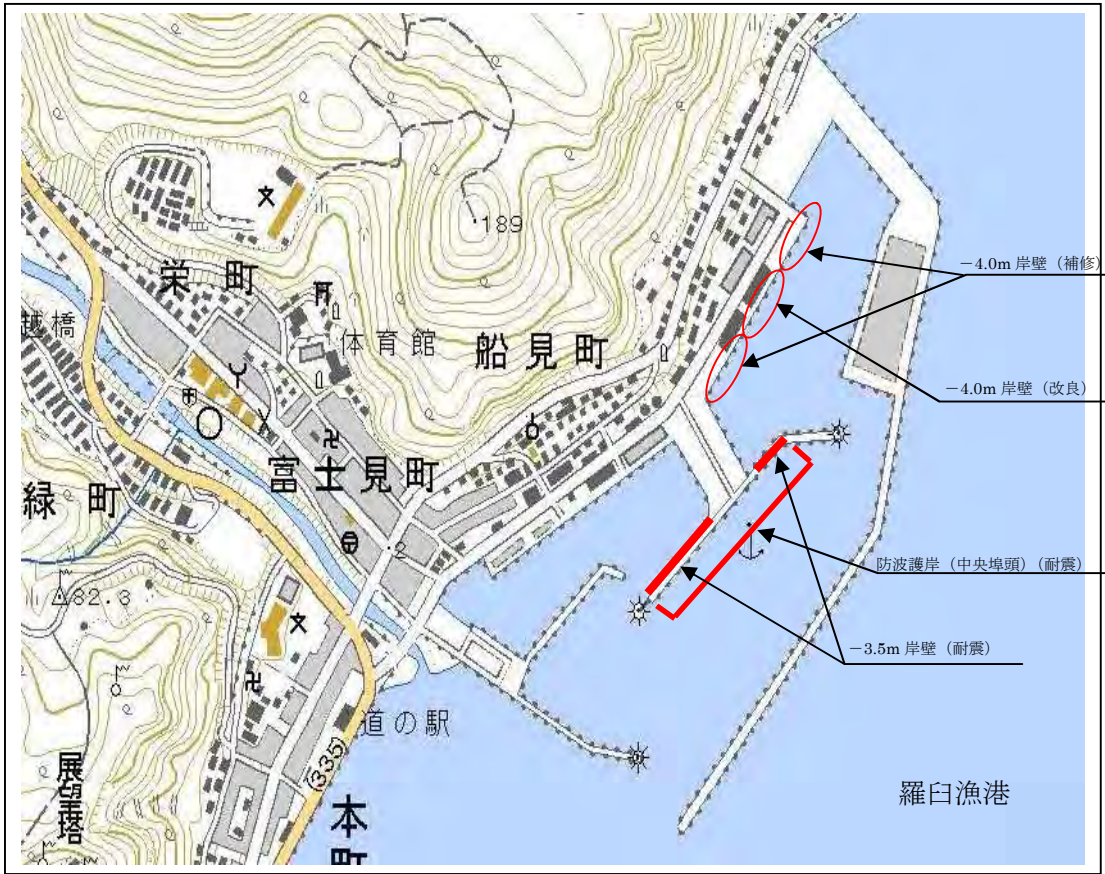 189
栄町
越橋
体育館
船見町
−4.0m 岸壁（補修）
−4.0m 岸壁（改良）
富士見町
緑町
2
防波護岸（中央埠頭）（耐震）
82.3
−3.5m 岸壁（耐震）
道の駅
(335)
展望塔
本町
羅臼漁港